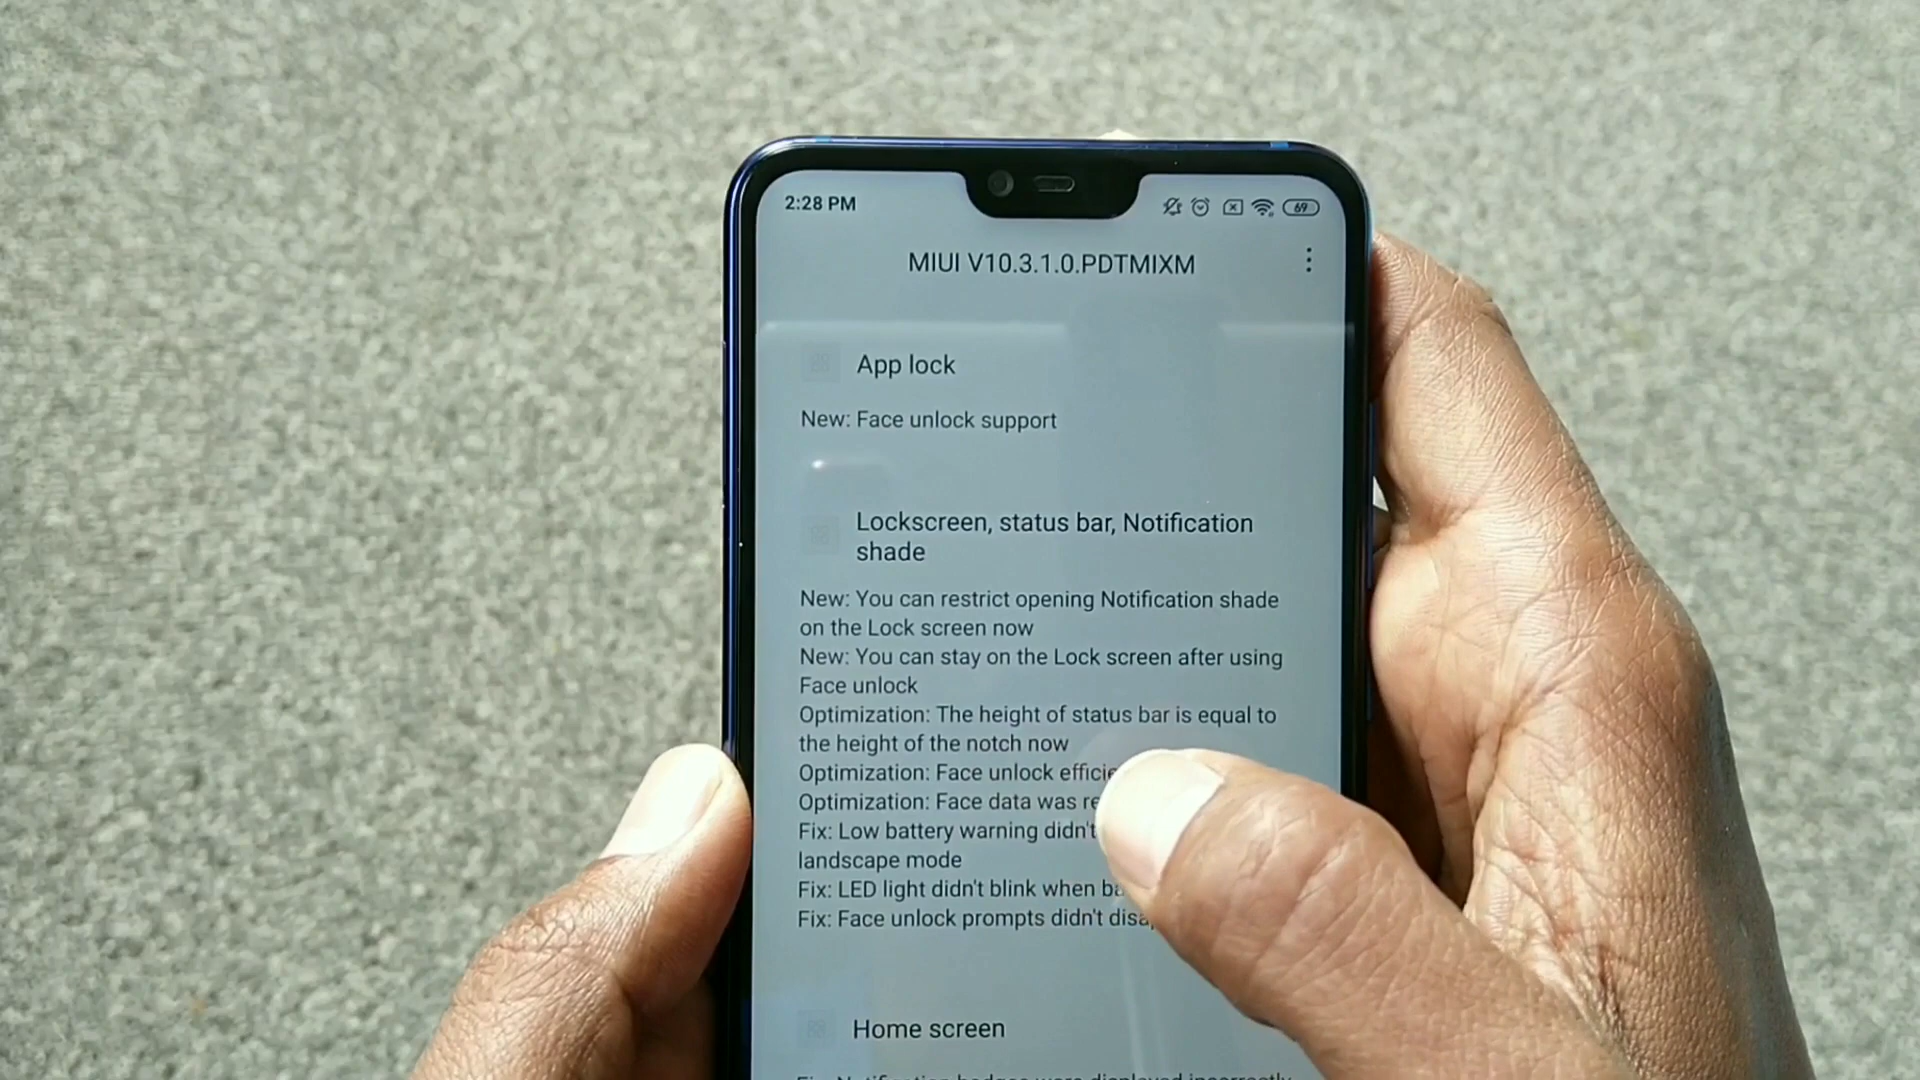 2:28 PM 69
MIUI V10.3.1.0.PDTMIXM
App lock
New: Face unlock support
Lockscreen, status bar, Notification
shade
New: You can restrict opening Notification shade
on the Lock screen now
New: You can stay on the Lock screen after using
Face unlock
Optimization: The height of status bar is equal to
the height of the notch now
Optimization: Face unlock
Optimization: Face data was
Fix: Low battery warning didn't
landscape mode
Fix: LED light didn't blink when
Fix: Face unlock prompts didn't
Home screen